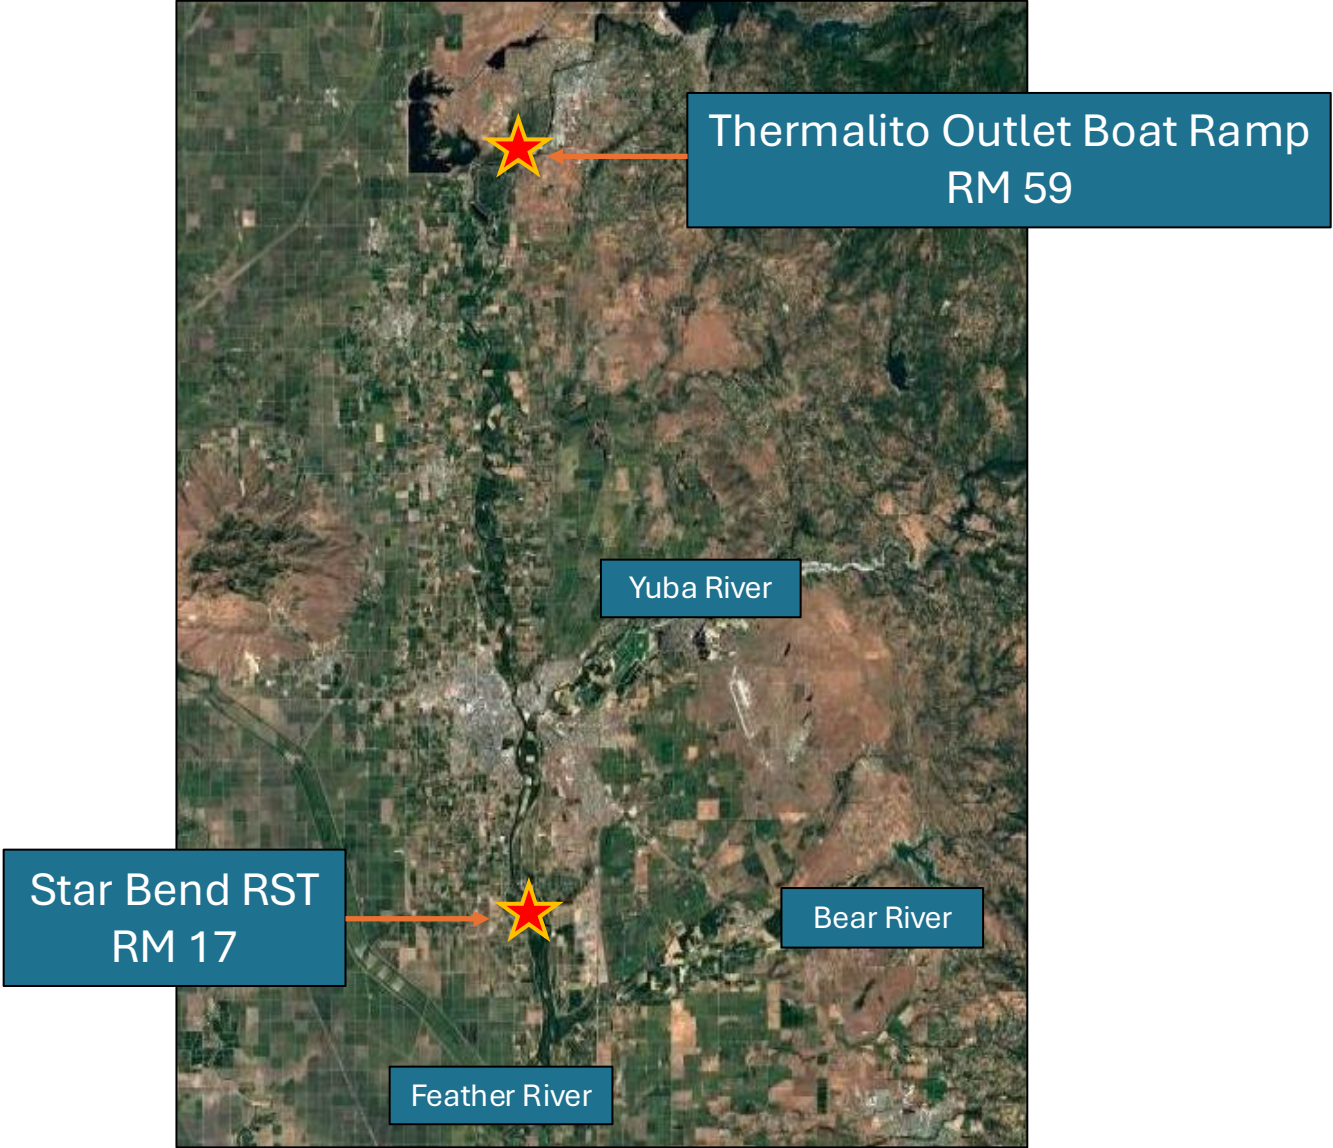 Thermalito Outlet Boat Ramp
RM 59
Yuba River
Star Bend RST
RM 17
Bear River
Feather River